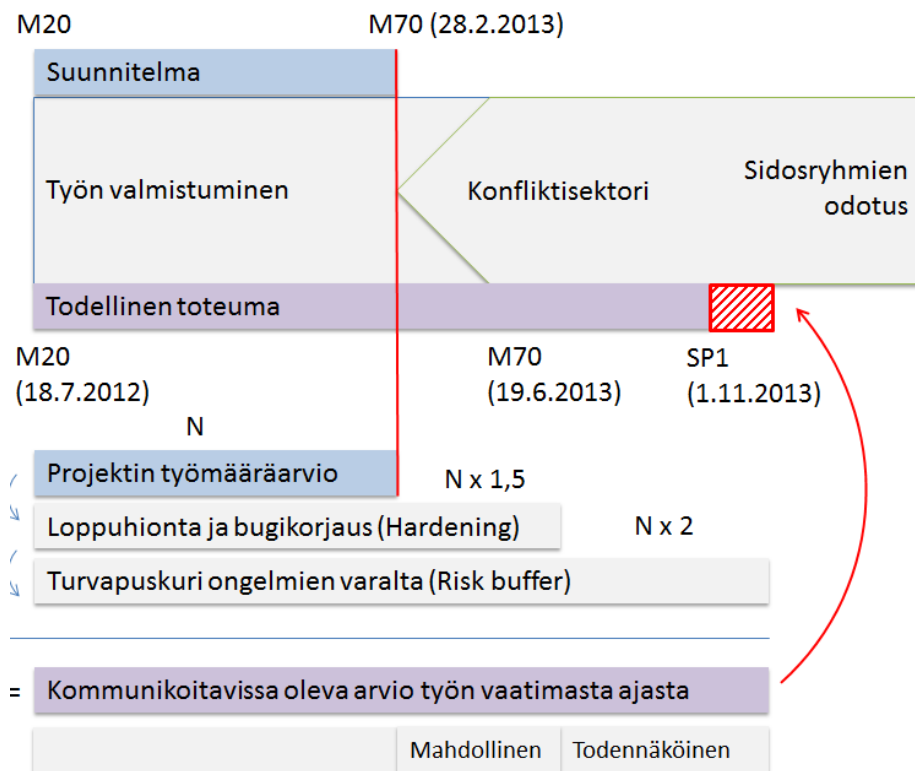 M20
M70 (28.2.2013)
Suunnitelma
Työn valmistuminen
Konfliktisektori
Sidosryhmien
odotus
Todellinen toteuma
M20
(18.7.2012)
M70
(19.6.2013)
SP1
(1.11.2013)
N
Projektin työmääräarvio
N x 1,5
Loppuhionta ja bugikorjaus (Hardening)
N x 2
Turvapuskuri ongelmien varalta (Risk buffer)
= Kommunikoitavissa oleva arvio työn vaatimasta ajasta
Mahdollinen
Todennäköinen